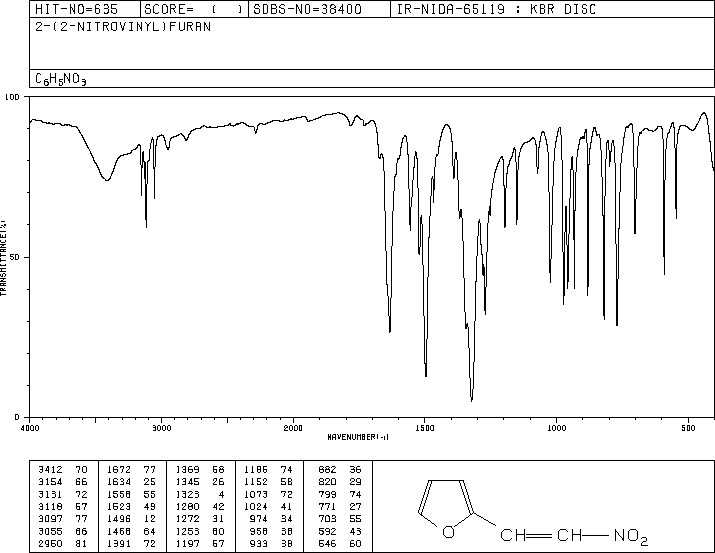 HIT-NO=635 SCORE= ( ) SDBS-NO=38400 IR-NIDA-65119 : KBR DISC
2-(2-NITROVINYL)FURAN
C6H5NO3
100
50
0
TRANSMITTANCE(%)
4000 3000 2000 1500 1000 500
WAVENUMBER(-1)
3412 70 1672 77 1369 68 1186 74 882 36
3154 66 1634 25 1345 26 1152 58 820 29
3131 72 1558 55 1323 4 1073 72 799 74
3118 57 1523 49 1280 42 1024 41 771 27
3097 77 1496 12 1272 31 974 34 703 55
3055 66 1468 64 1253 60 958 38 592 43
2950 81 1391 72 1197 57 933 38 546 60
O CH=CH—NO2